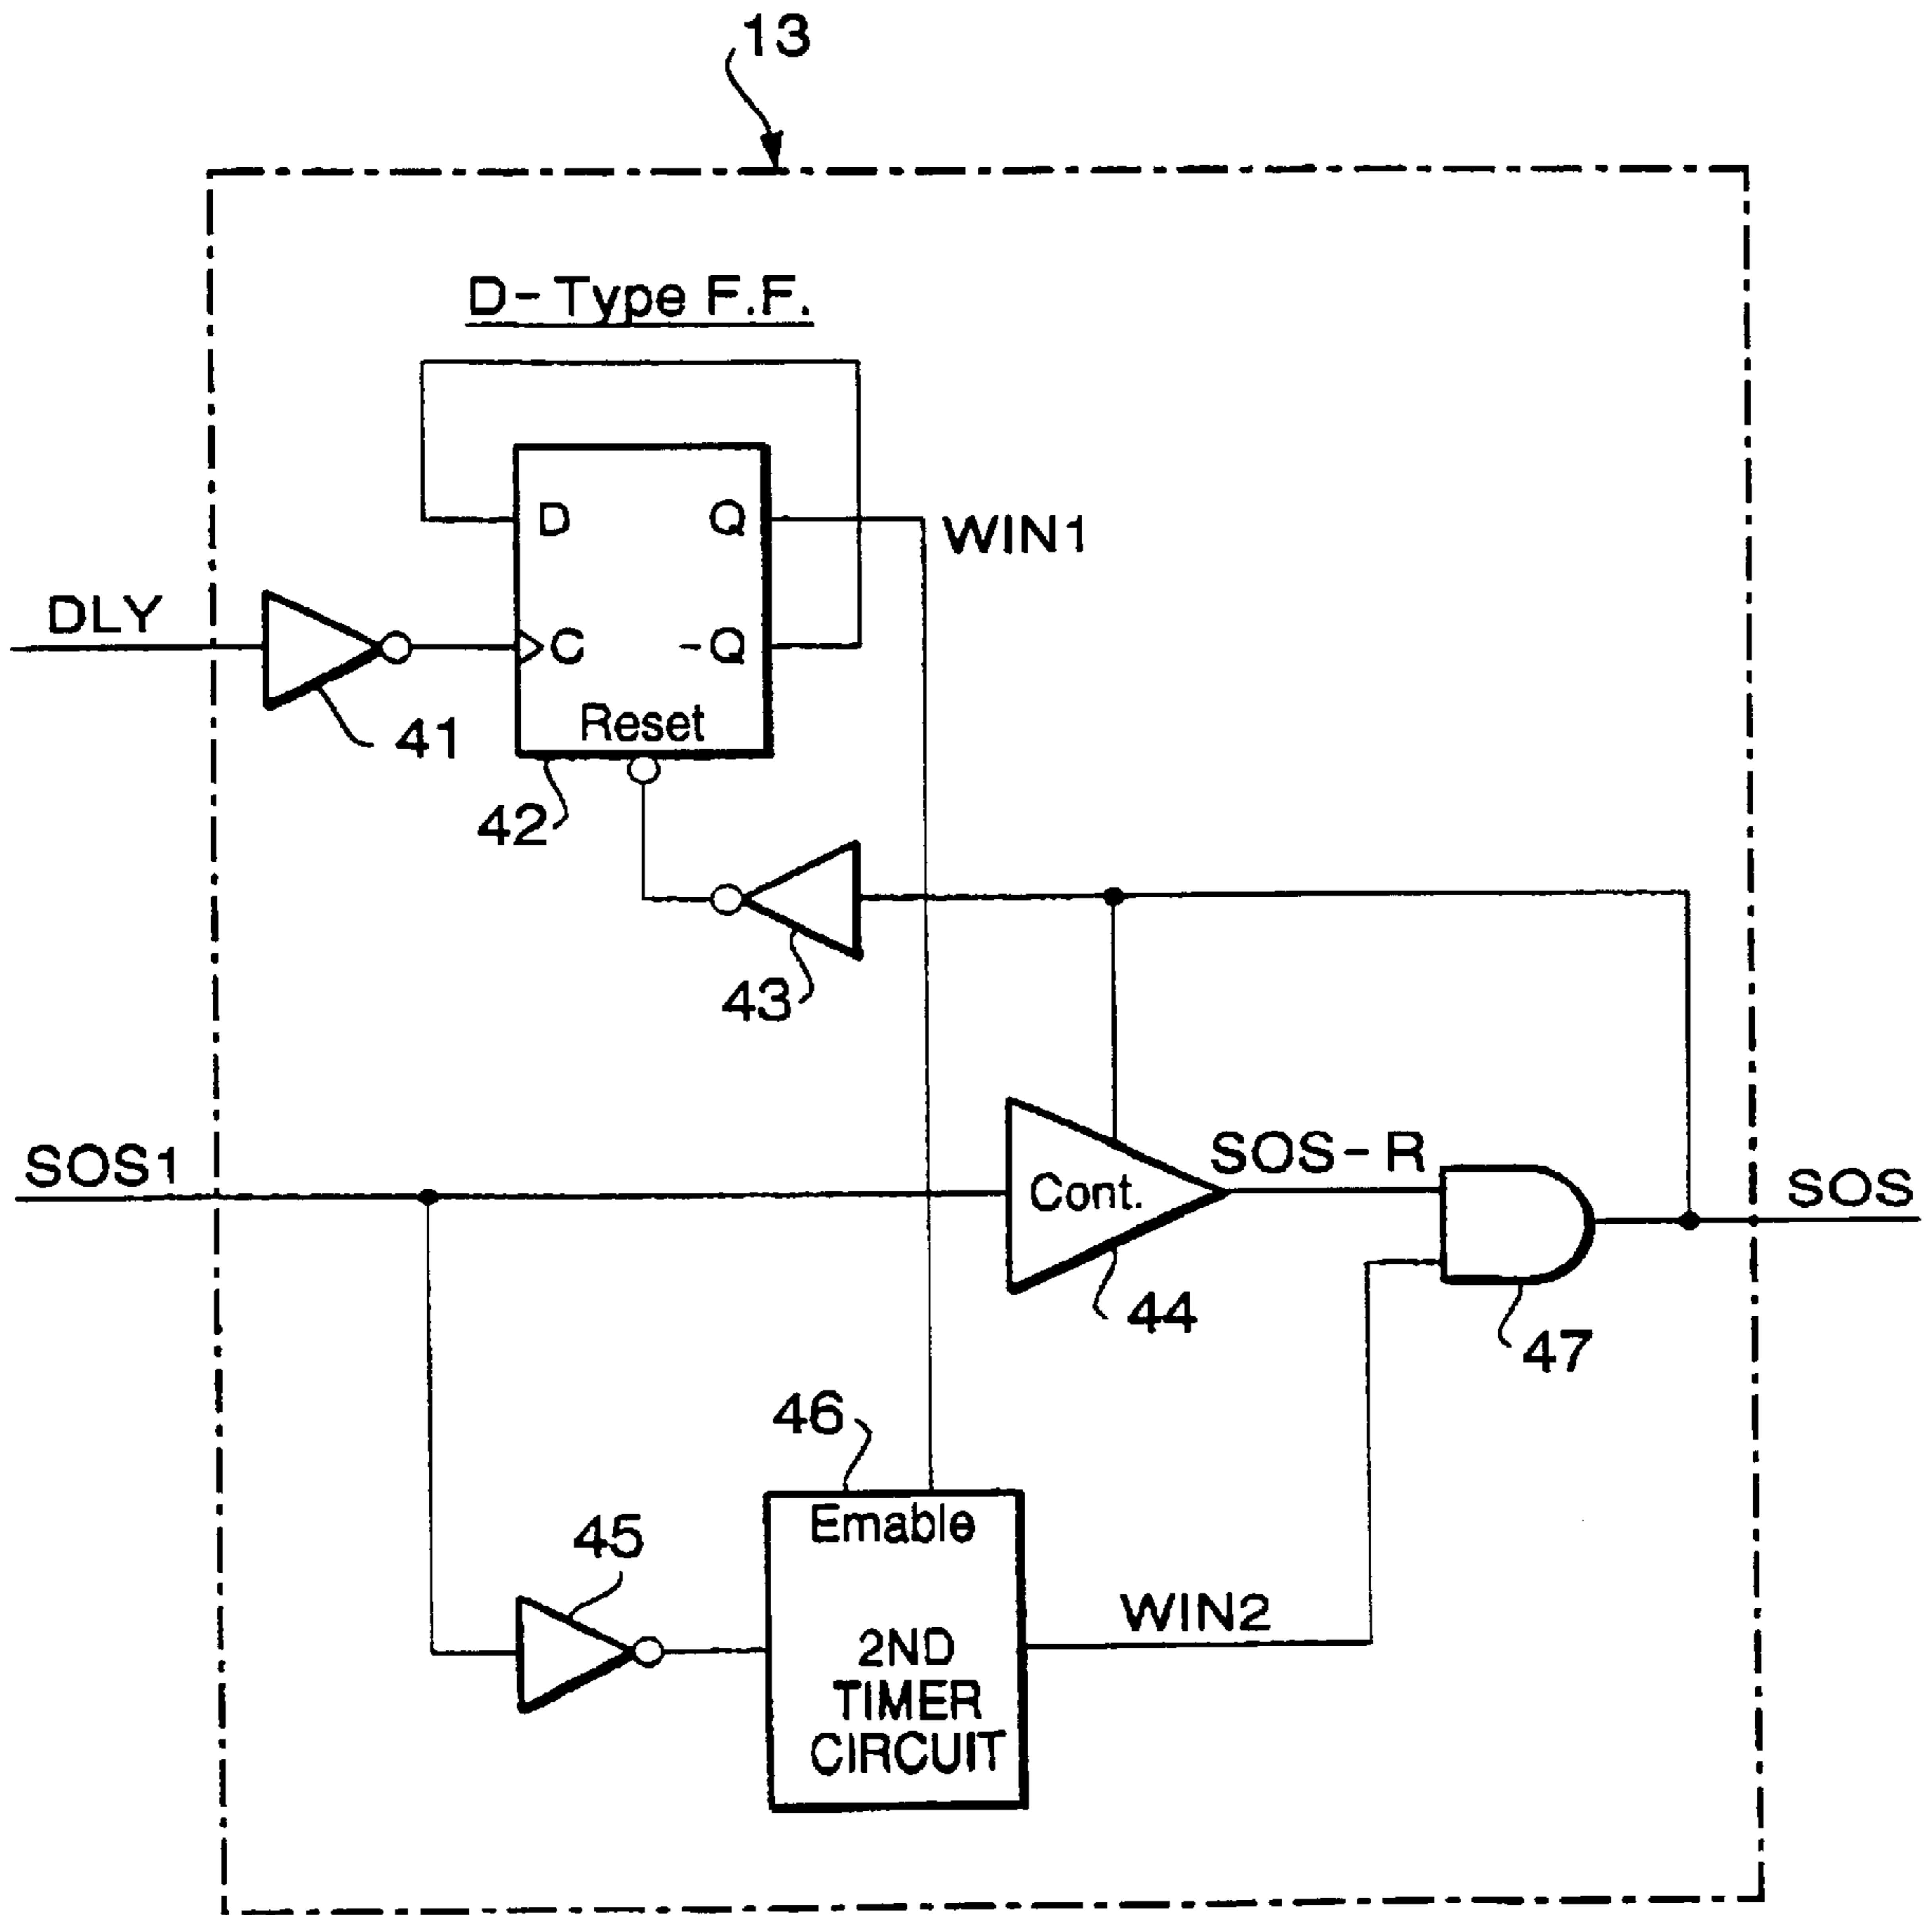 13
D-Type F.F.
D Q
WIN1
DLY
C -Q
Reset
41
42
43
SOS1
Cont.
SOS-R
SOS
44
47
46
Emable
45
2ND
TIMER
CIRCUIT
WIN2